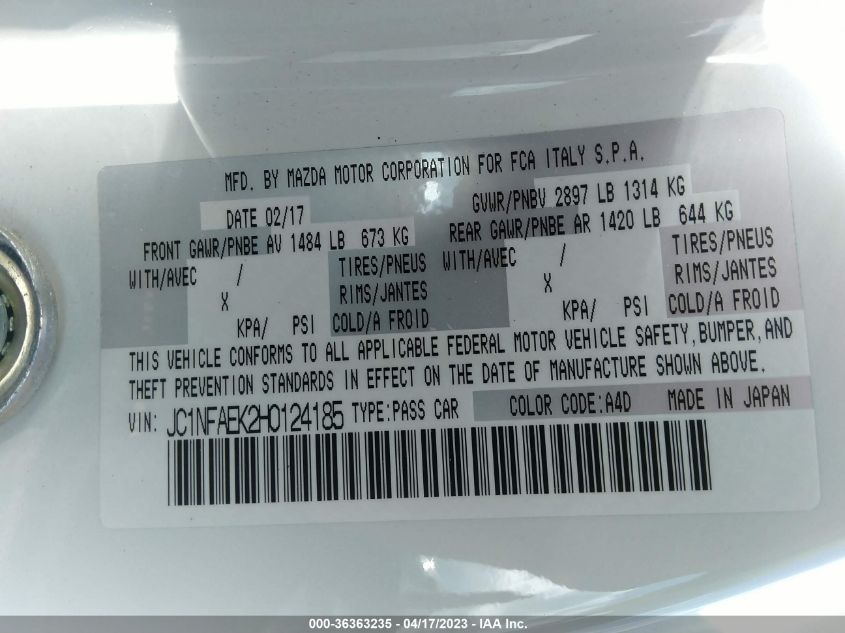 MFD. BY MAZDA MOTOR CORPORATION FOR FCA ITALY S.P.A.
DATE 02/17 GVWR/PNBV 2897 LB 1314 KG
FRONT GAWR/PNBE AV 1484 LB 673 KG REAR GAWR/PNBE AR 1420 LB 644 KG
WITH/AVEC / TIRES/PNEUS WITH/AVEC / TIRES/PNEUS
X RIMS/JANTES X RIMS/JANTES
KPA/ PSI COLD/A FROID KPA/ PSI COLD/A FROID
THIS VEHICLE CONFORMS TO ALL APPLICABLE FEDERAL MOTOR VEHICLE SAFETY, BUMPER, AND
THEFT PREVENTION STANDARDS IN EFFECT ON THE DATE OF MANUFACTURE SHOWN ABOVE.
VIN: JC1NFAEK2H0124185 TYPE:PASS CAR COLOR CODE:A4D MADE IN JAPAN
000-36363235 - 04/17/2023 - IAA Inc.